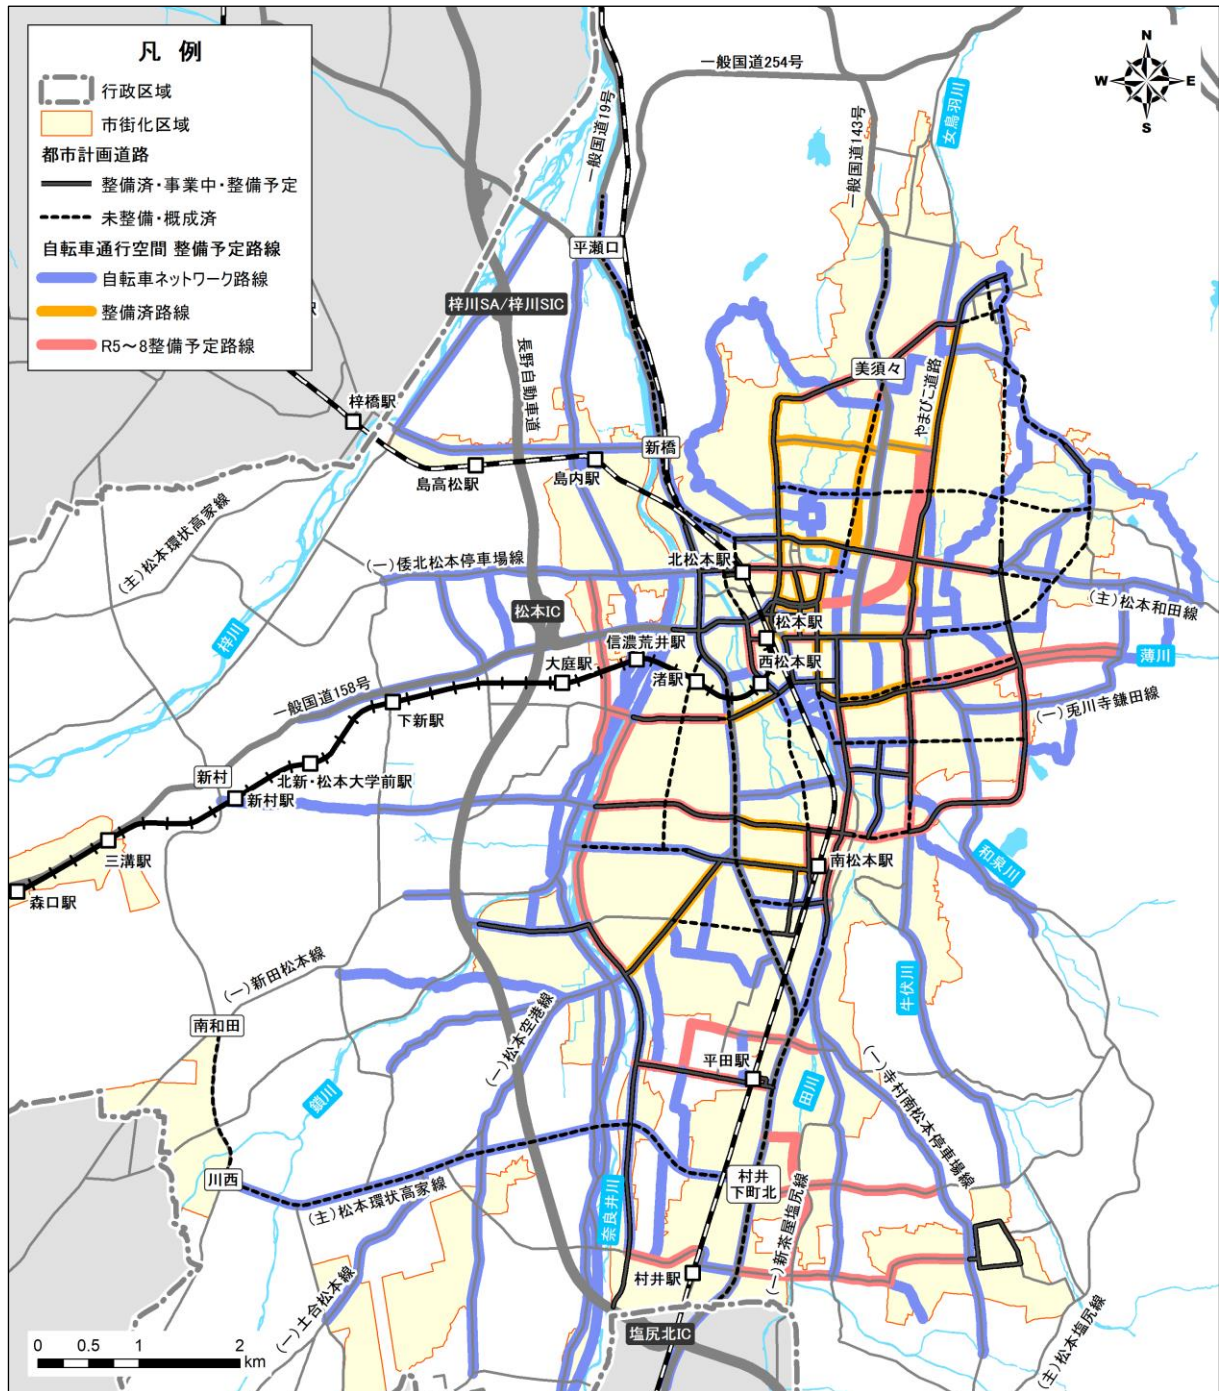 凡 例
行政区域
市街化区域
都市計画道路
整備済・事業中・整備予定
未整備・概成済
自転車通行空間 整備予定路線
自転車ネットワーク路線
整備済路線
R5～8整備予定路線
N
W E
S
一般国道254号
一般国道19号
一般国道143号
女鳥羽川
平瀬口
梓川SA/梓川SIC
長野自動車道
美須々
やまびこ道路
梓橋駅
新橋
島高松駅
島内駅
(主)松本環状高家線
(一)倭北松本停車場線
北松本駅
(主)松本和田線
梓川
松本IC
松本駅
信濃荒井駅
西松本駅
薄川
大庭駅
渚駅
一般国道158号
下新駅
(一)兎川寺鎌田線
新村
北新・松本大学前駅
新村駅
三溝駅
和泉川
南松本駅
森口駅
(一)新田松本線
牛伏川
南和田
(一)松本空港線
平田駅
田川
鎖川
(一)寺村南松本停車場線
川西
村井
下町北
(主)松本環状高家線
奈良井川
(一)新茶屋塩尻線
村井駅
(一)土合松本線
塩尻北IC
(主)松本塩尻線
0 0.5 1 2
km